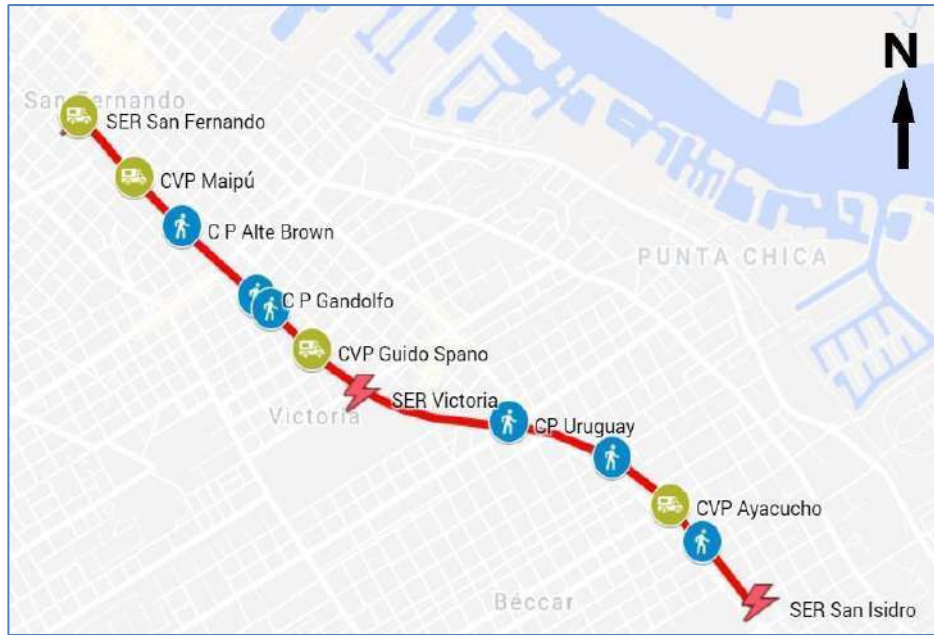 N
San Fernando
SER San Fernando
CVP Maipú
C P Alte Brown
PUNTA CHICA
C P Gandolfo
CVP Guido Spano
SER Victoria
Victoria
CP Uruguay
CVP Ayacucho
Béccar
SER San Isidro